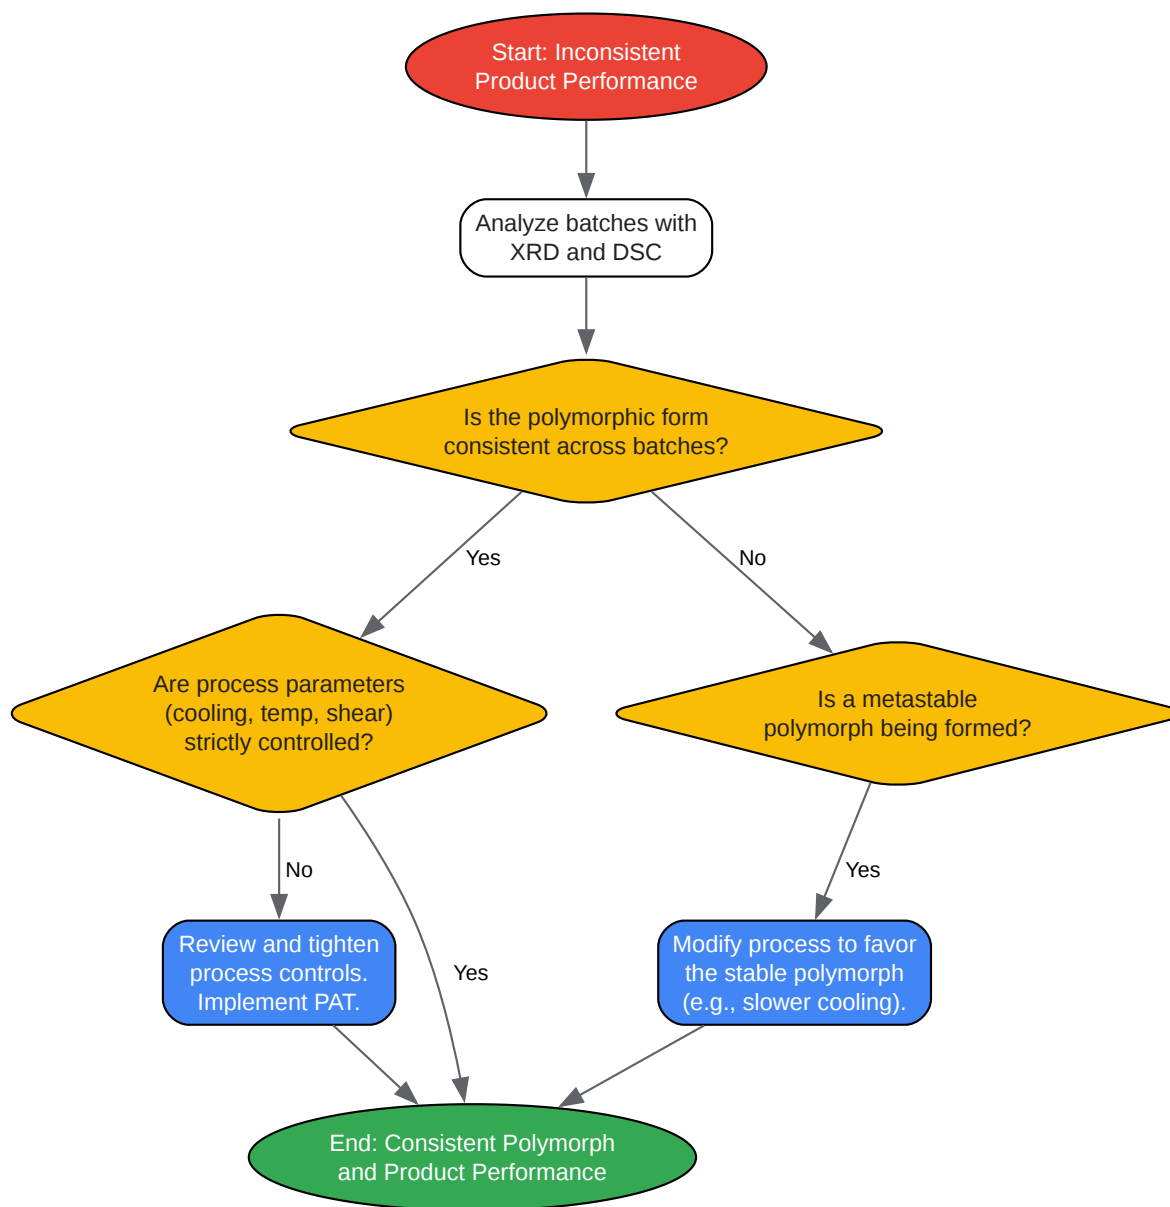 Start: Inconsistent
Product Performance
Analyze batches with
XRD and DSC
Is the polymorphic form
consistent across batches?
Yes
No
Are process parameters
(cooling, temp, shear)
strictly controlled?
Is a metastable
polymorph being formed?
No
Yes
Review and tighten
process controls.
Implement PAT.
Yes
Modify process to favor
the stable polymorph
(e.g., slower cooling).
End: Consistent Polymorph
and Product Performance